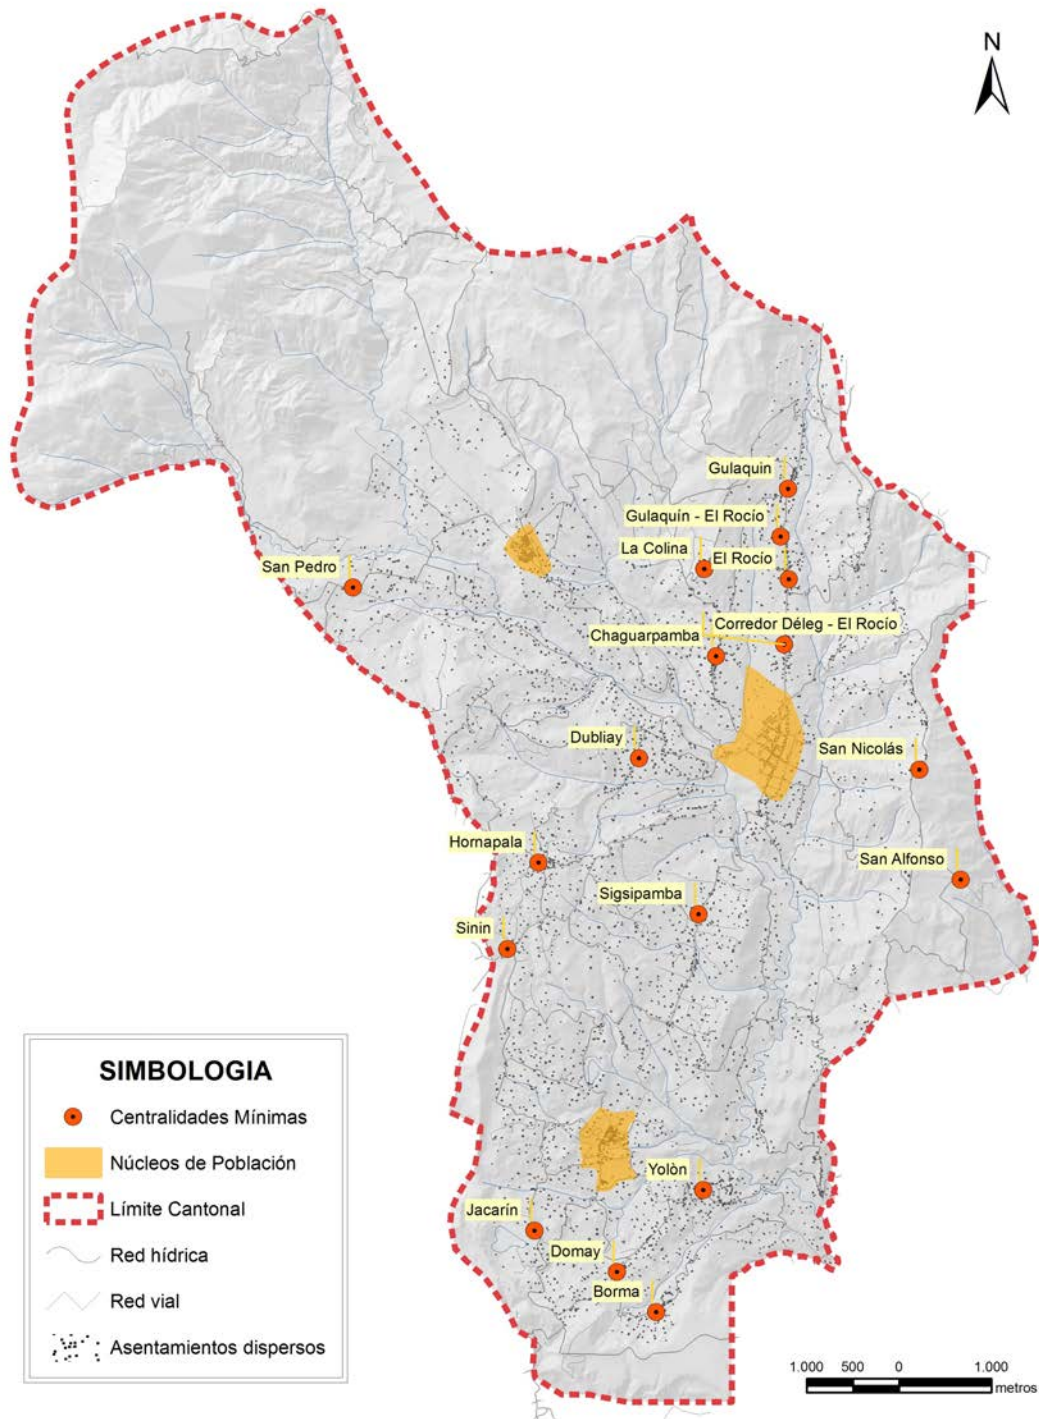 N
Gulaquin
Gulaquín - El Rocío
La Colina
El Rocío
San Pedro
Corredor Déleg - El Rocío
Chaguarpamba
Dubliay
San Nicolás
Hornapala
San Alfonso
Sigsipamba
Sinin
Yolòn
Jacarín
Domay
Borma
SIMBOLOGIA
Centralidades Mínimas
Núcleos de Población
Límite Cantonal
Red hídrica
Red vial
Asentamientos dispersos
1.000 500 0 1.000
metros